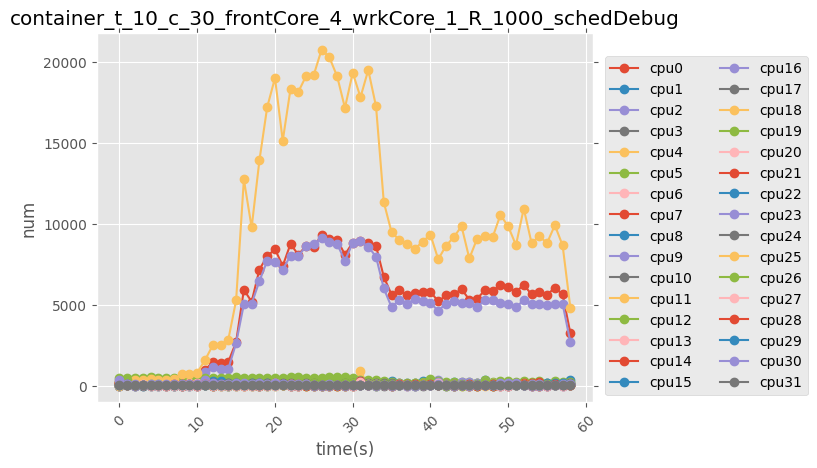 container_t_10_c_30_frontCore_4_wrkCore_1_R_1000_schedDebug
num
20000
15000
10000
5000
0
0
10
20
30
40
50
60
time(s)
cpu0
cpu1
cpu2
cpu3
cpu4
cpu5
cpu6
cpu7
cpu8
cpu9
cpu10
cpu11
cpu12
cpu13
cpu14
cpu15
cpu16
cpu17
cpu18
cpu19
cpu20
cpu21
cpu22
cpu23
cpu24
cpu25
cpu26
cpu27
cpu28
cpu29
cpu30
cpu31